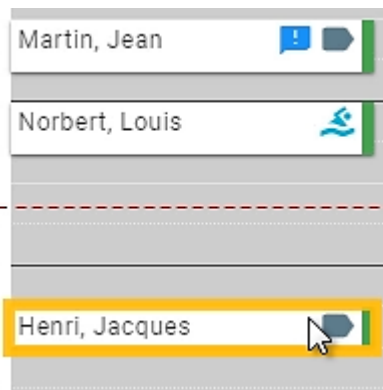 Martin, Jean
Norbert, Louis
Henri, Jacques